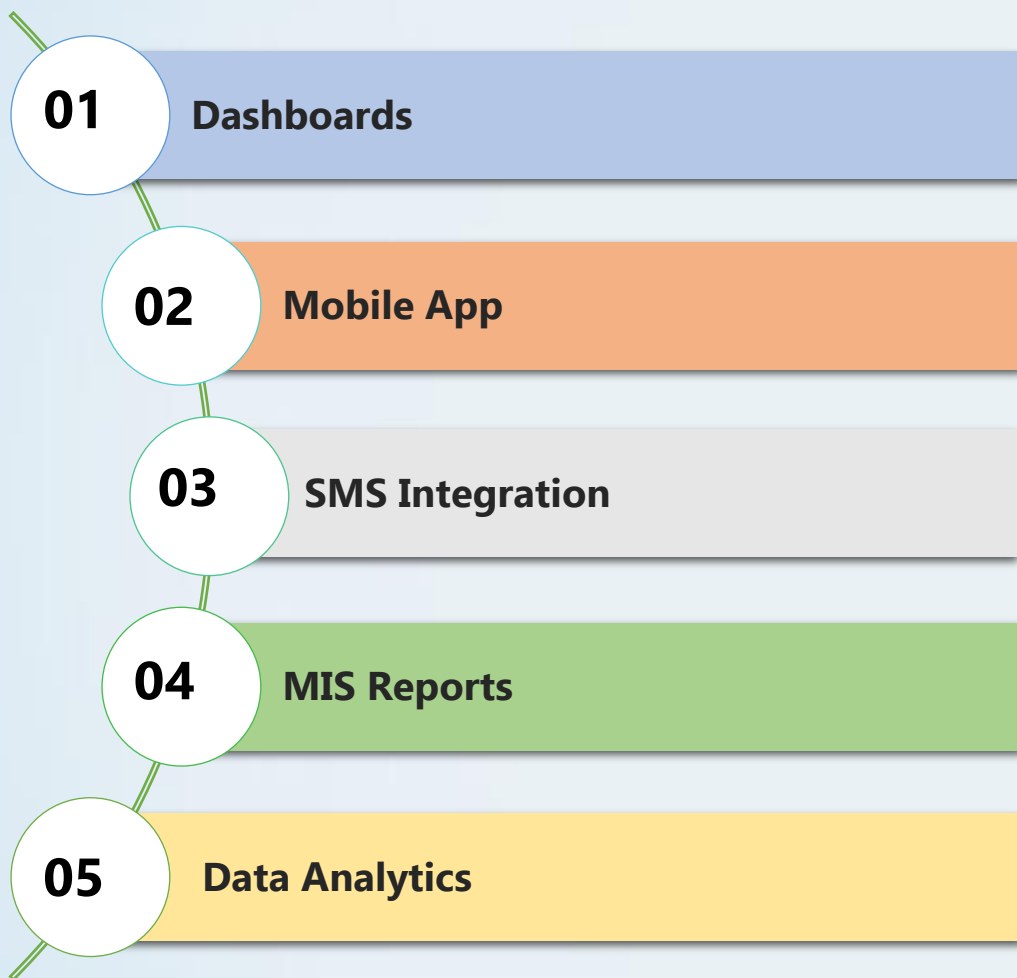 01 Dashboards
02 Mobile App
03 SMS Integration
04 MIS Reports
05 Data Analytics